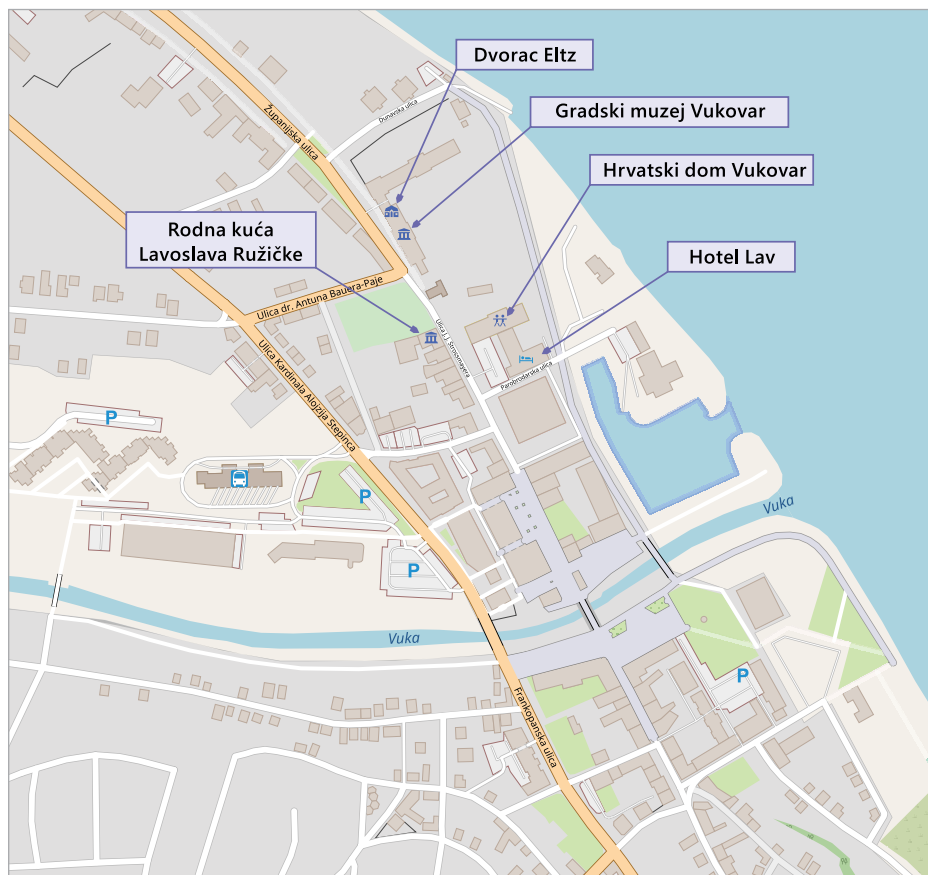 Dvorac Eltz
Gradski muzej Vukovar
Hrvatski dom Vukovar
Rodna kuća
Lavoslava Ružičke
Hotel Lav
Županijska ulica
Dunavska ulica
Ulica dr. Antuna Bauera-Paje
Ulica J.J. Strossmayera
Parobrodarska ulica
Ulica Kardinala Alojzija Stepinca
P
P
P
Vuka
Vuka
P
Frankopanska ulica